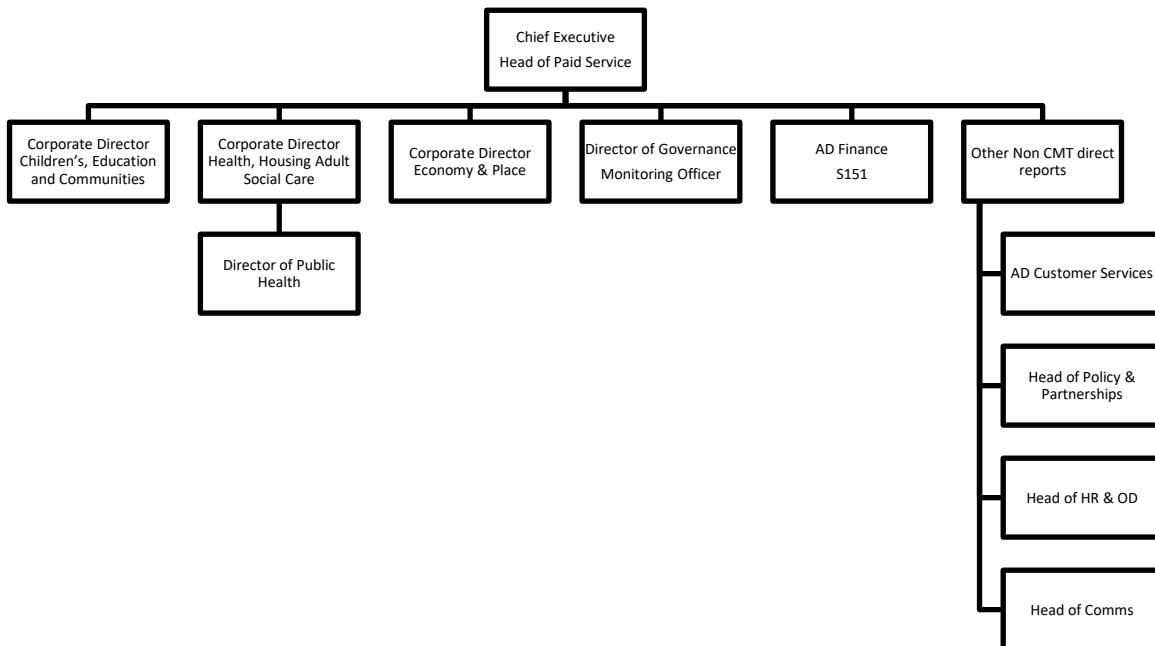 Chief Executive
Head of Paid Service
Corporate Director
Children’s, Education
and Communities
Corporate Director
Health, Housing Adult
Social Care
Corporate Director
Economy & Place
Director of Governance
Monitoring Officer
AD Finance
S151
Other Non CMT direct
reports
Director of Public
Health
AD Customer Services
Head of Policy &
Partnerships
Head of HR & OD
Head of Comms